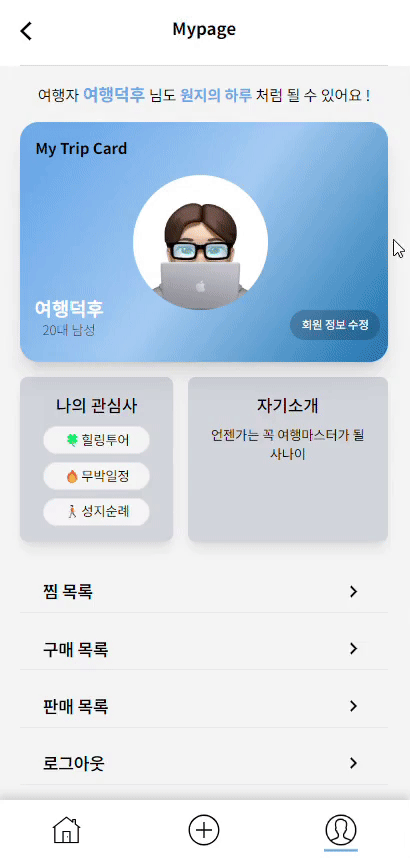 Mypage
여행자 여행덕후 님도 원지의 하루 처럼 될 수 있어요 !
My Trip Card
여행덕후
20대 남성
회원 정보 수정
나의 관심사
🍀 힐링투어
🔥 무박일정
🚶 성지순례
자기소개
언젠가는 꼭 여행마스터가 될
사나이
찜 목록
구매 목록
판매 목록
로그아웃